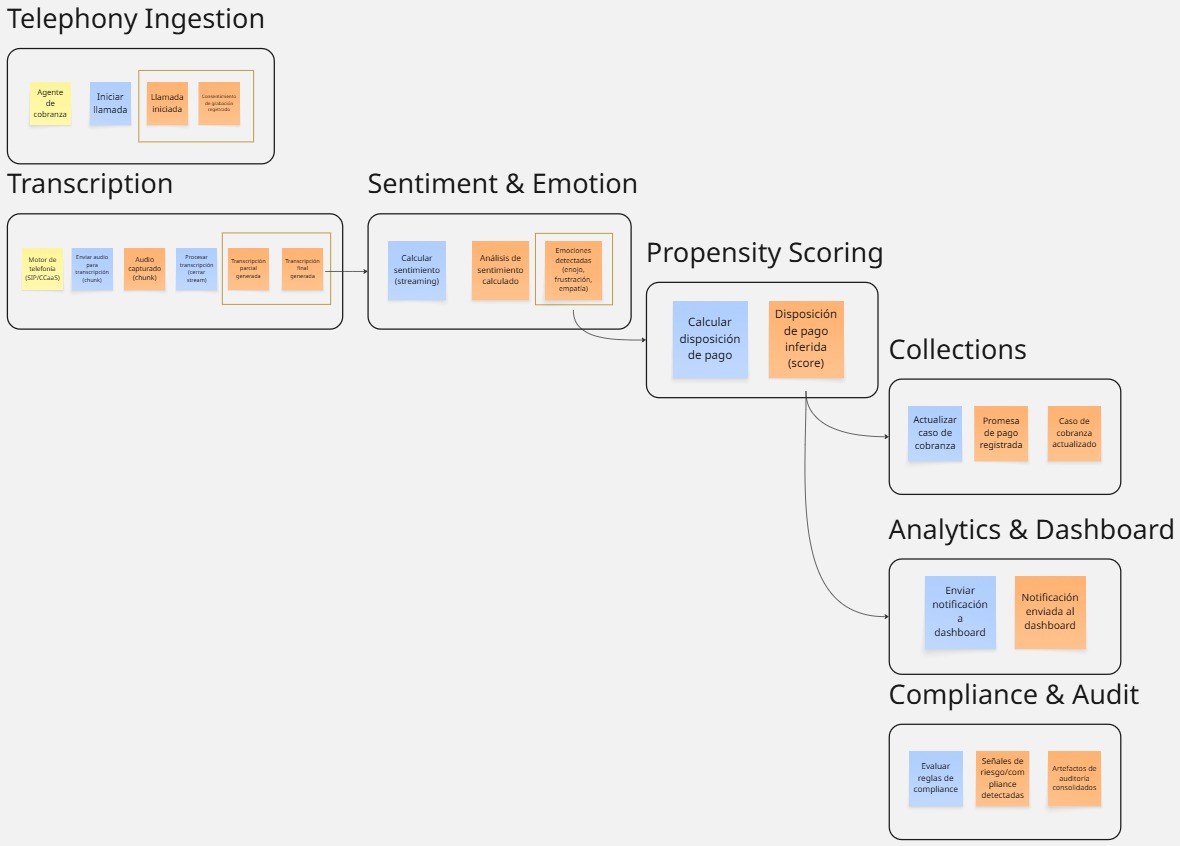 Telephony Ingestion
Agente
de
cobranza
Iniciar
llamada
Llamada
iniciada
Consentimiento
de grabación
registrado
Transcription
Motor de
telefonía
(SIP/CCaaS)
Enviar audio
para
transcripción
(chunk)
Audio
capturado
(chunk)
Procesar
transcripción
(cerrar
stream)
Transcripción
parcial
generada
Transcripción
final
generada
Sentiment & Emotion
Calcular
sentimiento
(streaming)
Análisis de
sentimiento
calculado
Emociones
detectadas
(enojo,
frustración,
empatía)
Propensity Scoring
Calcular
disposición
de pago
Disposición
de pago
inferida
(score)
Collections
Actualizar
caso de
cobranza
Promesa
de pago
registrada
Caso de
cobranza
actualizado
Analytics & Dashboard
Enviar
notificación
a
dashboard
Notificación
enviada al
dashboard
Compliance & Audit
Evaluar
reglas de
compliance
Señales de
riesgo/com
pliance
detectadas
Artefactos de
auditoría
consolidados